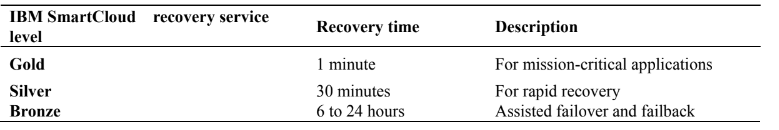 IBM SmartCloud recovery service level Recovery time Description
Gold 1 minute For mission-critical applications
Silver 30 minutes For rapid recovery
Bronze 6 to 24 hours Assisted failover and failback